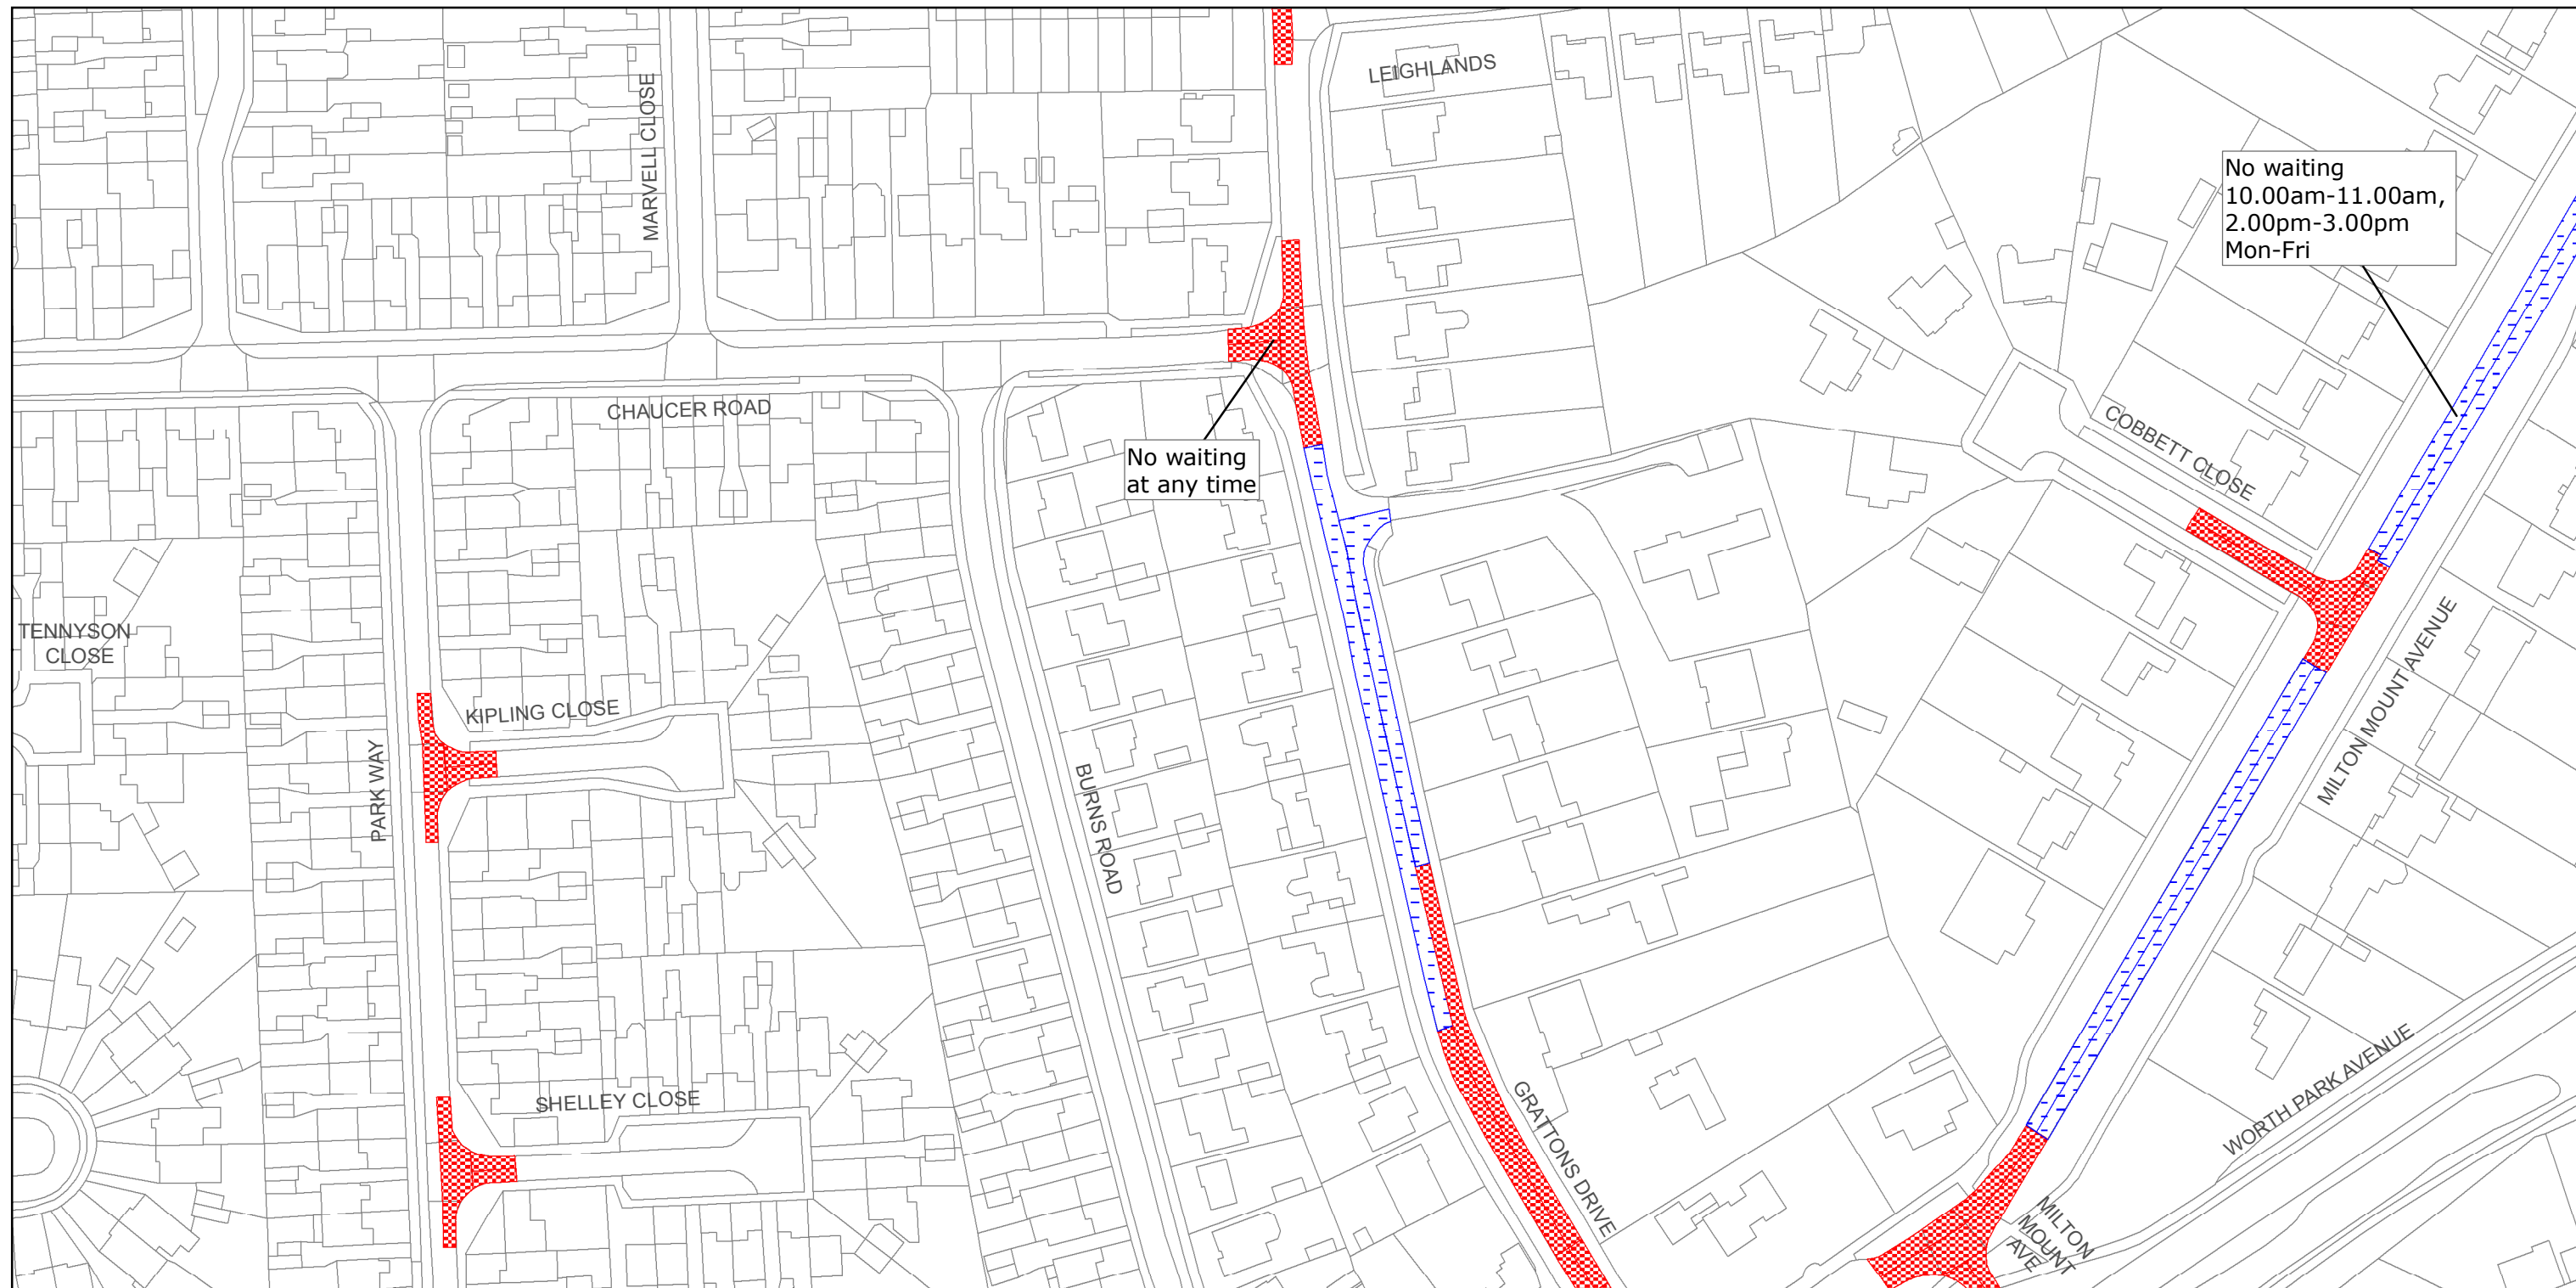 LEIGHLANDS
MARVELL CLOSE
No waiting
10.00am-11.00am,
2.00pm-3.00pm
Mon-Fri
CHAUCER ROAD
COBBETT CLOSE
No waiting
at any time
TENNYSON
CLOSE
KIPLING CLOSE
PARK WAY
BURNS ROAD
MILTON MOUNT AVENUE
SHELLEY CLOSE
GRATTONS DRIVE
WORTH PARK AVENUE
MILTON
MOUNT
AVE